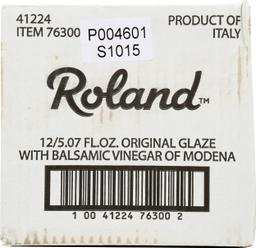 41224
ITEM 76300
P004601
S1015
PRODUCT OF
ITALY
Roland™
12/5.07 FL.OZ. ORIGINAL GLAZE
WITH BALSAMIC VINEGAR OF MODENA
1 00 41224 76300 2